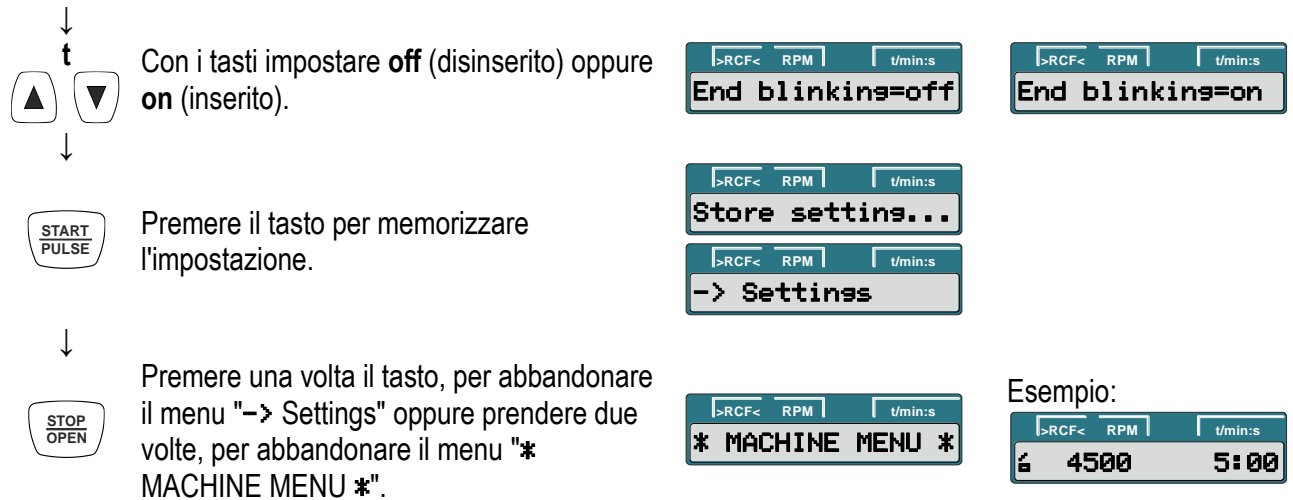 ↓
t
Con i tasti impostare off (disinserito) oppure
on (inserito).
>RCF< RPM t/min:s
End blinking=off
>RCF< RPM t/min:s
End blinking=on
↓
START
PULSE
Premere il tasto per memorizzare
l'impostazione.
>RCF< RPM t/min:s
Store setting...
>RCF< RPM t/min:s
-> Settings
↓
STOP
OPEN
Premere una volta il tasto, per abbandonare
il menu "-> Settings" oppure prendere due
volte, per abbandonare il menu "*
MACHINE MENU *".
>RCF< RPM t/min:s
* MACHINE MENU *
Esempio:
>RCF< RPM t/min:s
4500 5:00